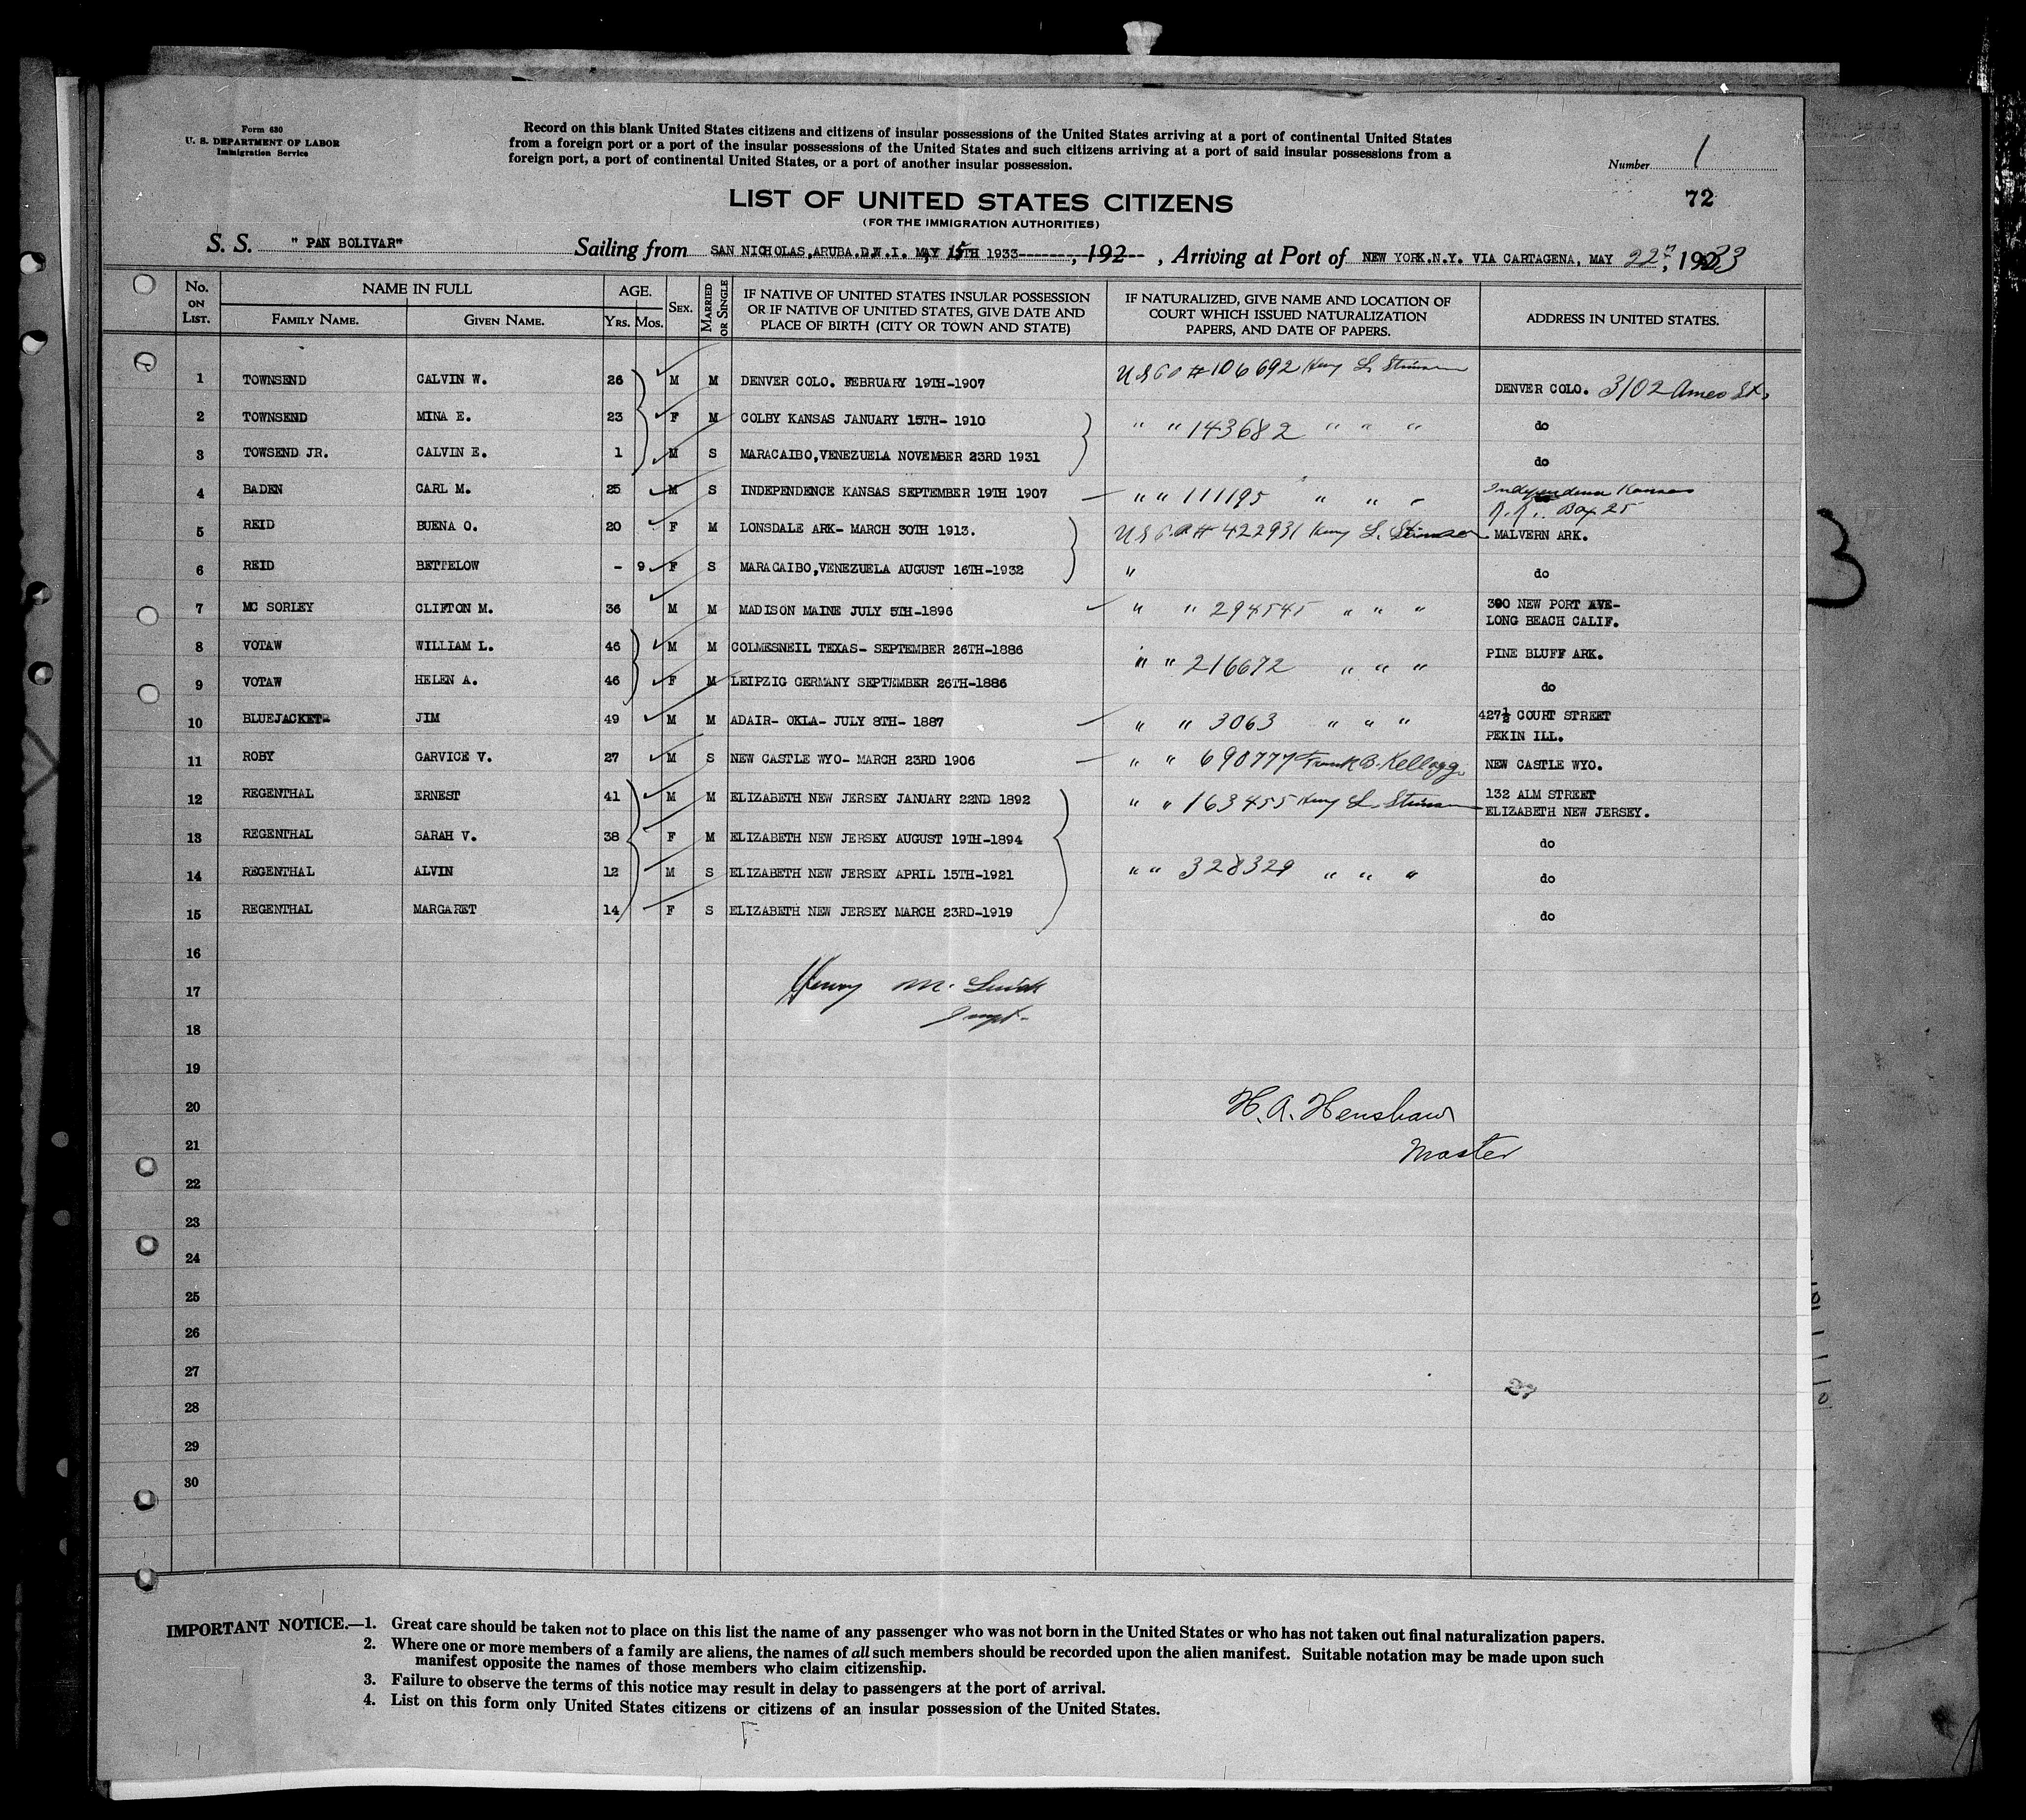 Form 630
U. S. DEPARTMENT OF LABOR
Immigration Service
Record on this blank United States citizens and citizens of insular possessions of the United States arriving at a port of continental United States
from a foreign port or a port of the insular possessions of the United States and such citizens arriving at a port of said insular possessions from a
foreign port, a port of continental United States, or a port of another insular possession.
Number 1
72
LIST OF UNITED STATES CITIZENS
(FOR THE IMMIGRATION AUTHORITIES)
S. S. " PAN BOLIVAR" Sailing from SAN NICHOLAS,ARUBA.D.W.I. MAY 15TH 1933-------, 192-- , Arriving at Port of NEW YORK.N.Y. VIA CARTAGENA, MAY 22", 1933
No. ON LIST. NAME IN FULL AGE. SEX. MARRIED OR SINGLE IF NATIVE OF UNITED STATES INSULAR POSSESSION OR IF NATIVE OF UNITED STATES, GIVE DATE AND PLACE OF BIRTH (CITY OR TOWN AND STATE) IF NATURALIZED, GIVE NAME AND LOCATION OF COURT WHICH ISSUED NATURALIZATION PAPERS, AND DATE OF PAPERS. ADDRESS IN UNITED STATES.
FAMILY NAME. GIVEN NAME. YRS. MOS.
1 TOWNSEND CALVIN W. 26 M M DENVER COLO. FEBRUARY 19TH-1907 #106692 Henry L. Stimson DENVER COLO. 3102 Ames St.
2 TOWNSEND MINA E. 23 F M COLBY KANSAS JANUARY 15TH- 1910 " " 143682 " " " do
3 TOWSEND JR. CALVIN E. 1 M S MARACAIBO,VENEZUELA NOVEMBER 23RD 1931 do
4 BADEN CARL M. 25 M S INDEPENDENCE KANSAS SEPTEMBER 19TH 1907 " " 111195 " " " Independence Kansas
R.R. Box 25
5 REID BUENA O. 20 F M LONSDALE ARK- MARCH 30TH 1913. # 422931 Henry L. Stimson MALVERN ARK.
6 REID BETTELOW - 9 F S MARACAIBO,VENEZUELA AUGUST 16TH-1932 " do
7 MC SORLEY CLIFTON M. 36 M M MADISON MAINE JULY 5TH-1896 " " 294545 " " " 390 NEW PORT AVE-
LONG BEACH CALIF.
8 VOTAW WILLIAM L. 46 M M COLMESNEIL TEXAS- SEPTEMBER 26TH-1886 " " 216672 " " " PINE BLUFF ARK.
9 VOTAW HELEN A. 46 F M LEIPZIG GERMANY SEPTEMBER 26TH-1886 do
10 BLUEJACKET JIM 49 M M ADAIR- OKLA- JULY 8TH- 1887 " " 3063 " " " 427½ COURT STREET
PEKIN ILL.
11 ROBY GARVICE V. 27 M S NEW CASTLE WYO- MARCH 23RD 1906 " " 690777 Frank B. Kellogg NEW CASTLE WYO.
12 REGENTHAL ERNEST 41 M M ELIZABETH NEW JERSEY JANUARY 22ND 1892 " " 163455 Henry L. Stimson 132 ALM STREET
ELIZABETH NEW JERSEY.
13 REGENTHAL SARAH V. 38 F M ELIZABETH NEW JERSEY AUGUST 19TH-1894 do
14 REGENTHAL ALVIN 12 M S ELIZABETH NEW JERSEY APRIL 15TH-1921 " " 328329 " " " do
15 REGENTHAL MARGARET 14 F S ELIZABETH NEW JERSEY MARCH 23RD-1919 do
16
17 Henry M.
18
19
20 H. A. Henshaw
21 Master
22
23
24
25
26
27
28
29
30
3
IMPORTANT NOTICE.—1. Great care should be taken not to place on this list the name of any passenger who was not born in the United States or who has not taken out final naturalization papers.
2. Where one or more members of a family are aliens, the names of all such members should be recorded upon the alien manifest. Suitable notation may be made upon such
manifest opposite the names of those members who claim citizenship.
3. Failure to observe the terms of this notice may result in delay to passengers at the port of arrival.
4. List on this form only United States citizens or citizens of an insular possession of the United States.